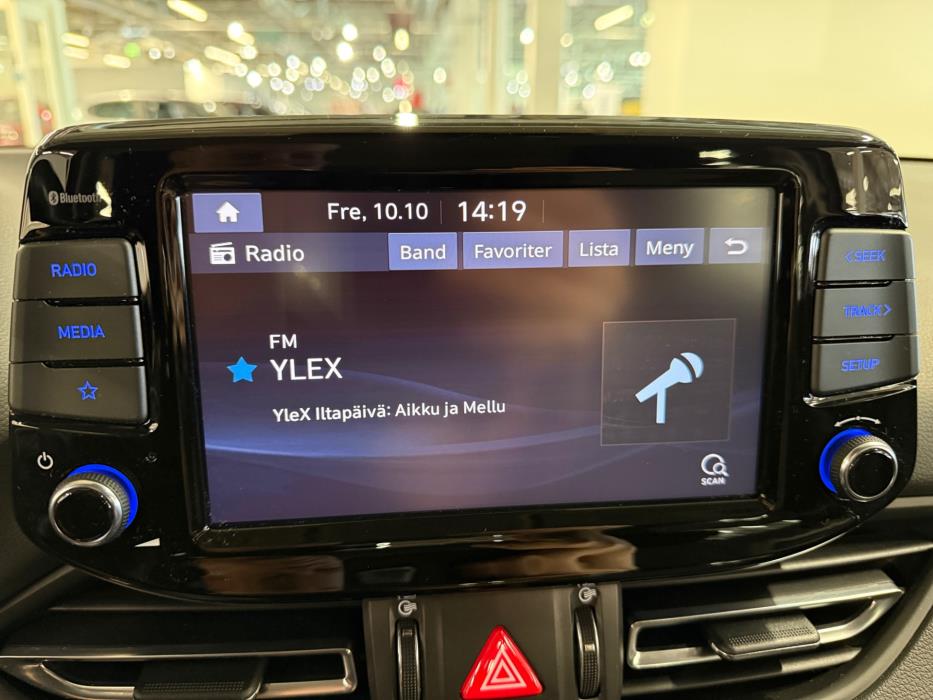 Bluetooth
Fre, 10.10 14:19
Radio Band Favoriter Lista Meny
RADIO
MEDIA
<SEEK
TRACK>
SETUP
FM
YLEX
YleX Iltapäivä: Aikku ja Mellu
SCAN